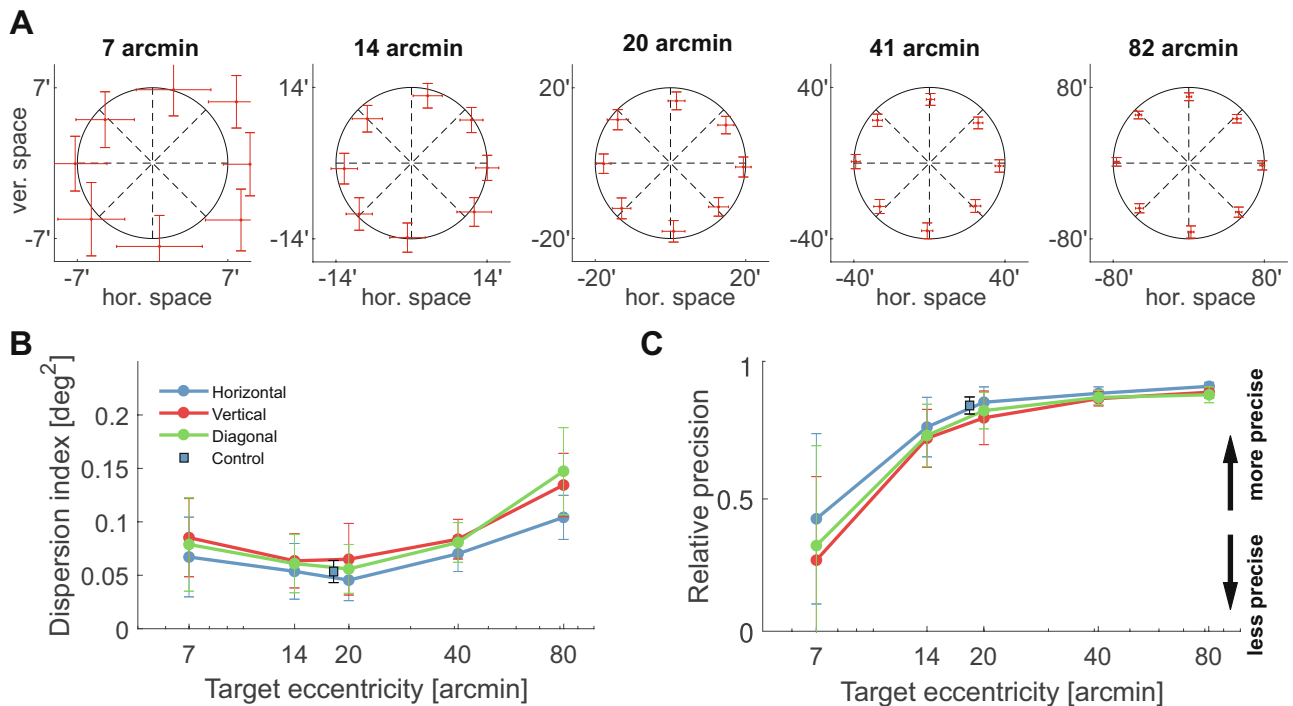 A
7 arcmin
14 arcmin
20 arcmin
41 arcmin
82 arcmin
ver. space
7'
-7'
-7'
7'
hor. space
14'
-14'
-14'
14'
hor. space
20'
-20'
-20'
20'
hor. space
40'
-40'
-40'
40'
hor. space
80'
-80'
-80'
80'
hor. space
B
Dispersion index [deg²]
0.2
0.15
0.1
0.05
0
Horizontal
Vertical
Diagonal
Control
7
14
20
40
80
Target eccentricity [arcmin]
C
Relative precision
1
0.5
1
7
14
20
40
80
Target eccentricity [arcmin]
more precise
less precise